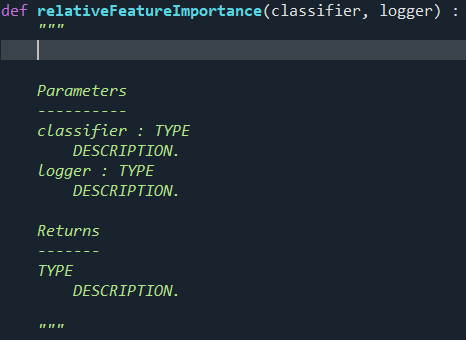 def relativeFeatureImportance(classifier, logger) :
"""
Parameters
----------
classifier : TYPE
DESCRIPTION.
logger : TYPE
DESCRIPTION.
Returns
-------
TYPE
DESCRIPTION.
"""